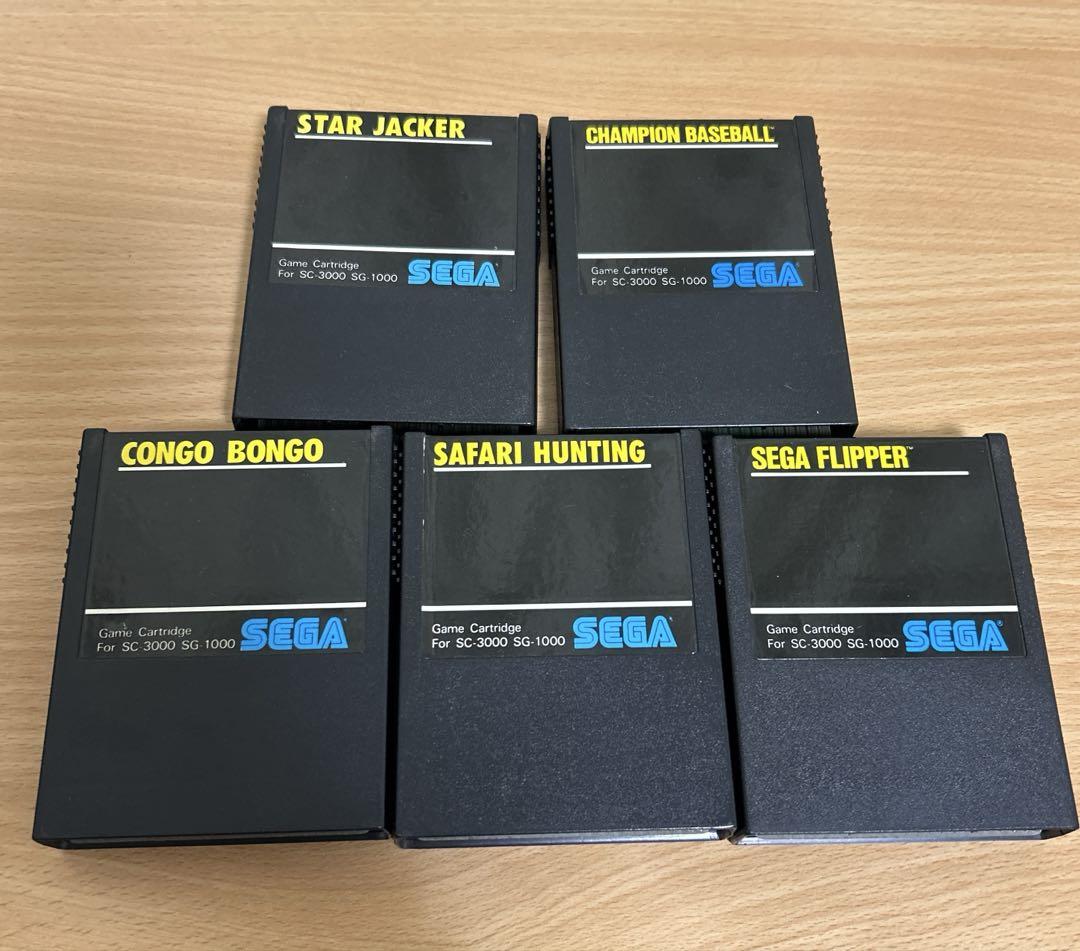 STAR JACKER
Game Cartridge
For SC-3000 SG-1000 SEGA®
CHAMPION BASEBALL™
Game Cartridge
For SC-3000 SG-1000 SEGA®
CONGO BONGO
Game Cartridge
For SC-3000 SG-1000 SEGA®
SAFARI HUNTING
Game Cartridge
For SC-3000 SG-1000 SEGA®
SEGA FLIPPER™
Game Cartridge
For SC-3000 SG-1000 SEGA®